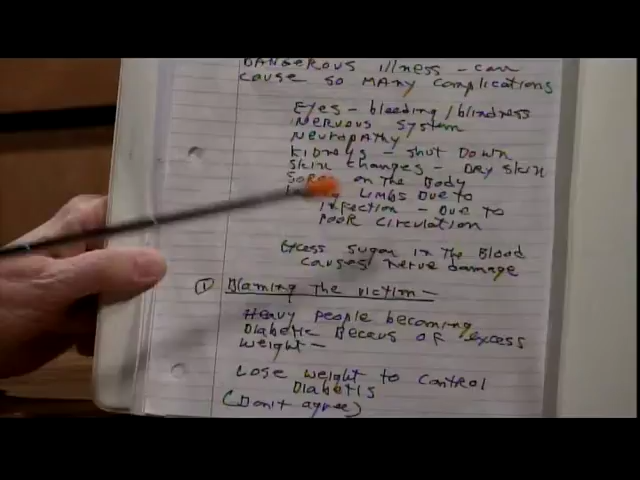 DANGEROUS illness - can
cause so MANY complications
Eyes - bleeding / blindness
Nervous System
Neuropathy
Kidneys - Shut Down
Skin changes - Dry Skin
Sores on The Body
Limbs Due to
infection - Due to
Poor circulation
Excess Sugar in The Blood
causes nerve damage
① Blaming The victim -
Heavy people becoming
Diabetic Becaus of excess
weight -
Lose weight to control
Diabetis
(Don't agree)